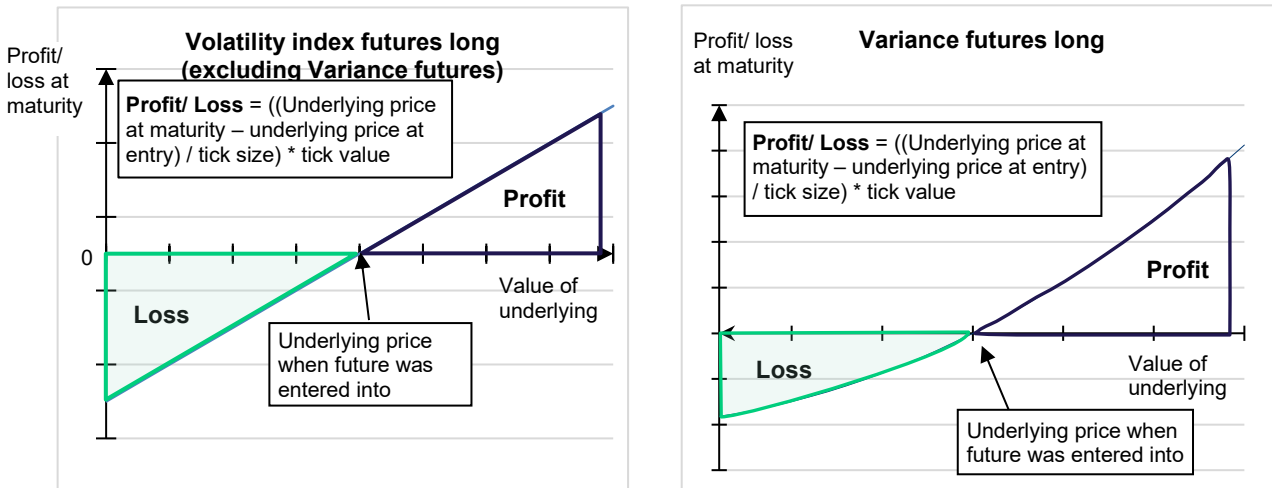 Profit/
loss at
maturity
Volatility index futures long
(excluding Variance futures)
Profit/ Loss = ((Underlying price
at maturity – underlying price at
entry) / tick size) * tick value
Profit
0
Loss
Value of
underlying
Underlying price
when future was
entered into
Profit/ loss
at maturity
Variance futures long
Profit/ Loss = ((Underlying price at
maturity – underlying price at entry)
/ tick size) * tick value
Profit
Loss
Value of
underlying
Underlying price when
future was entered into